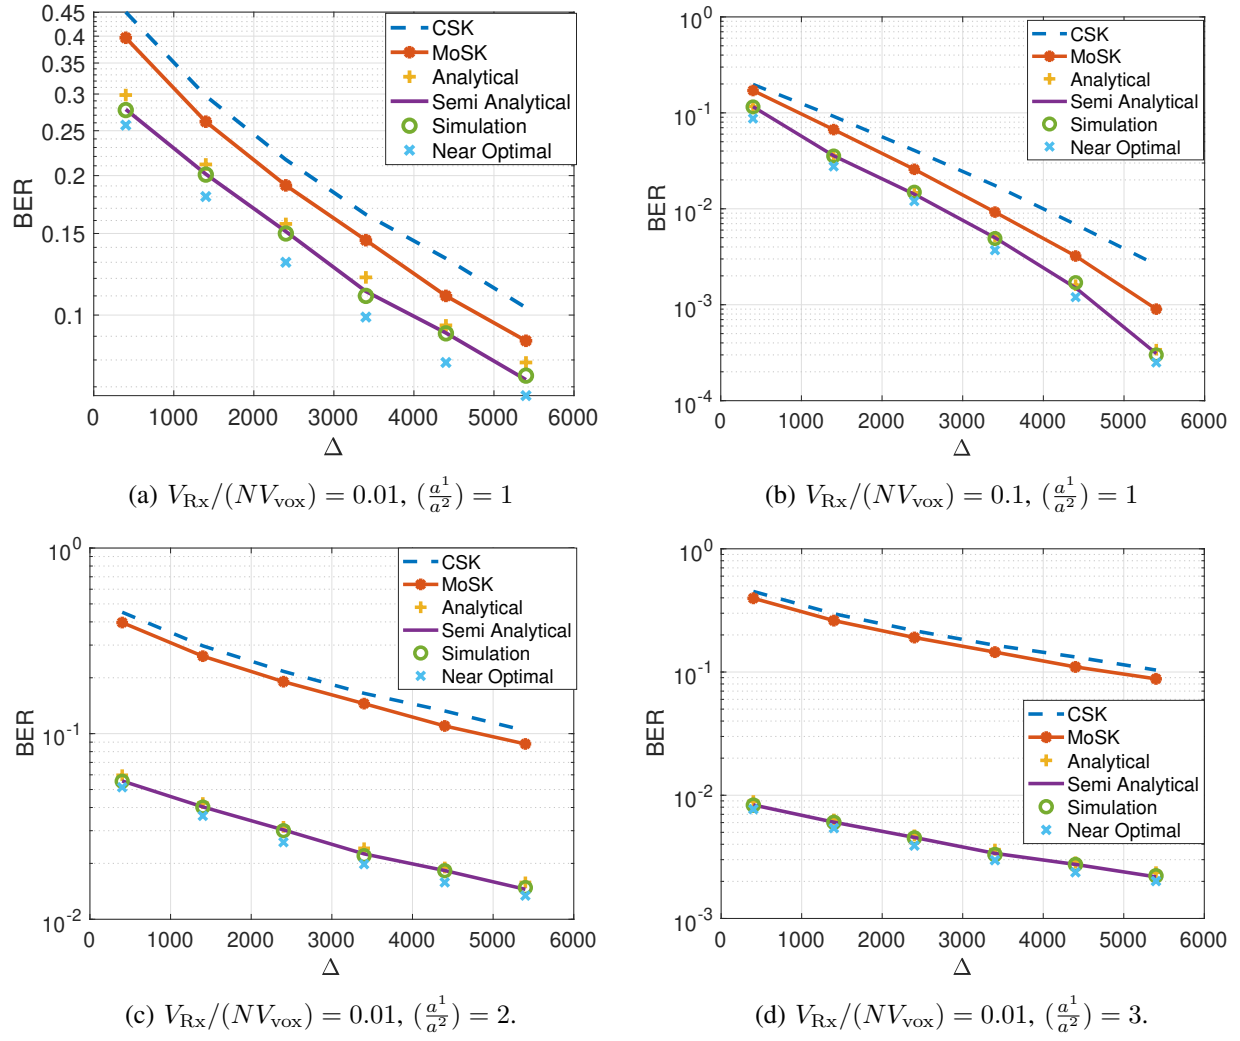 0.45
0.4
0.35
0.3
0.25
0.2
0.15
0.1
BER
0 1000 2000 3000 4000 5000 6000
Δ
CSK
MoSK
Analytical
Semi Analytical
Simulation
Near Optimal
(a) V_Rx/(NV_vox) = 0.01, (a^1/a^2) = 1
10^0
10^-1
10^-2
10^-3
10^-4
BER
0 1000 2000 3000 4000 5000 6000
Δ
CSK
MoSK
Analytical
Semi Analytical
Simulation
Near Optimal
(b) V_Rx/(NV_vox) = 0.1, (a^1/a^2) = 1
10^0
10^-1
10^-2
BER
0 1000 2000 3000 4000 5000 6000
Δ
CSK
MoSK
Analytical
Semi Analytical
Simulation
Near Optimal
(c) V_Rx/(NV_vox) = 0.01, (a^1/a^2) = 2.
10^0
10^-1
10^-2
10^-3
BER
0 1000 2000 3000 4000 5000 6000
Δ
CSK
MoSK
Analytical
Semi Analytical
Simulation
Near Optimal
(d) V_Rx/(NV_vox) = 0.01, (a^1/a^2) = 3.